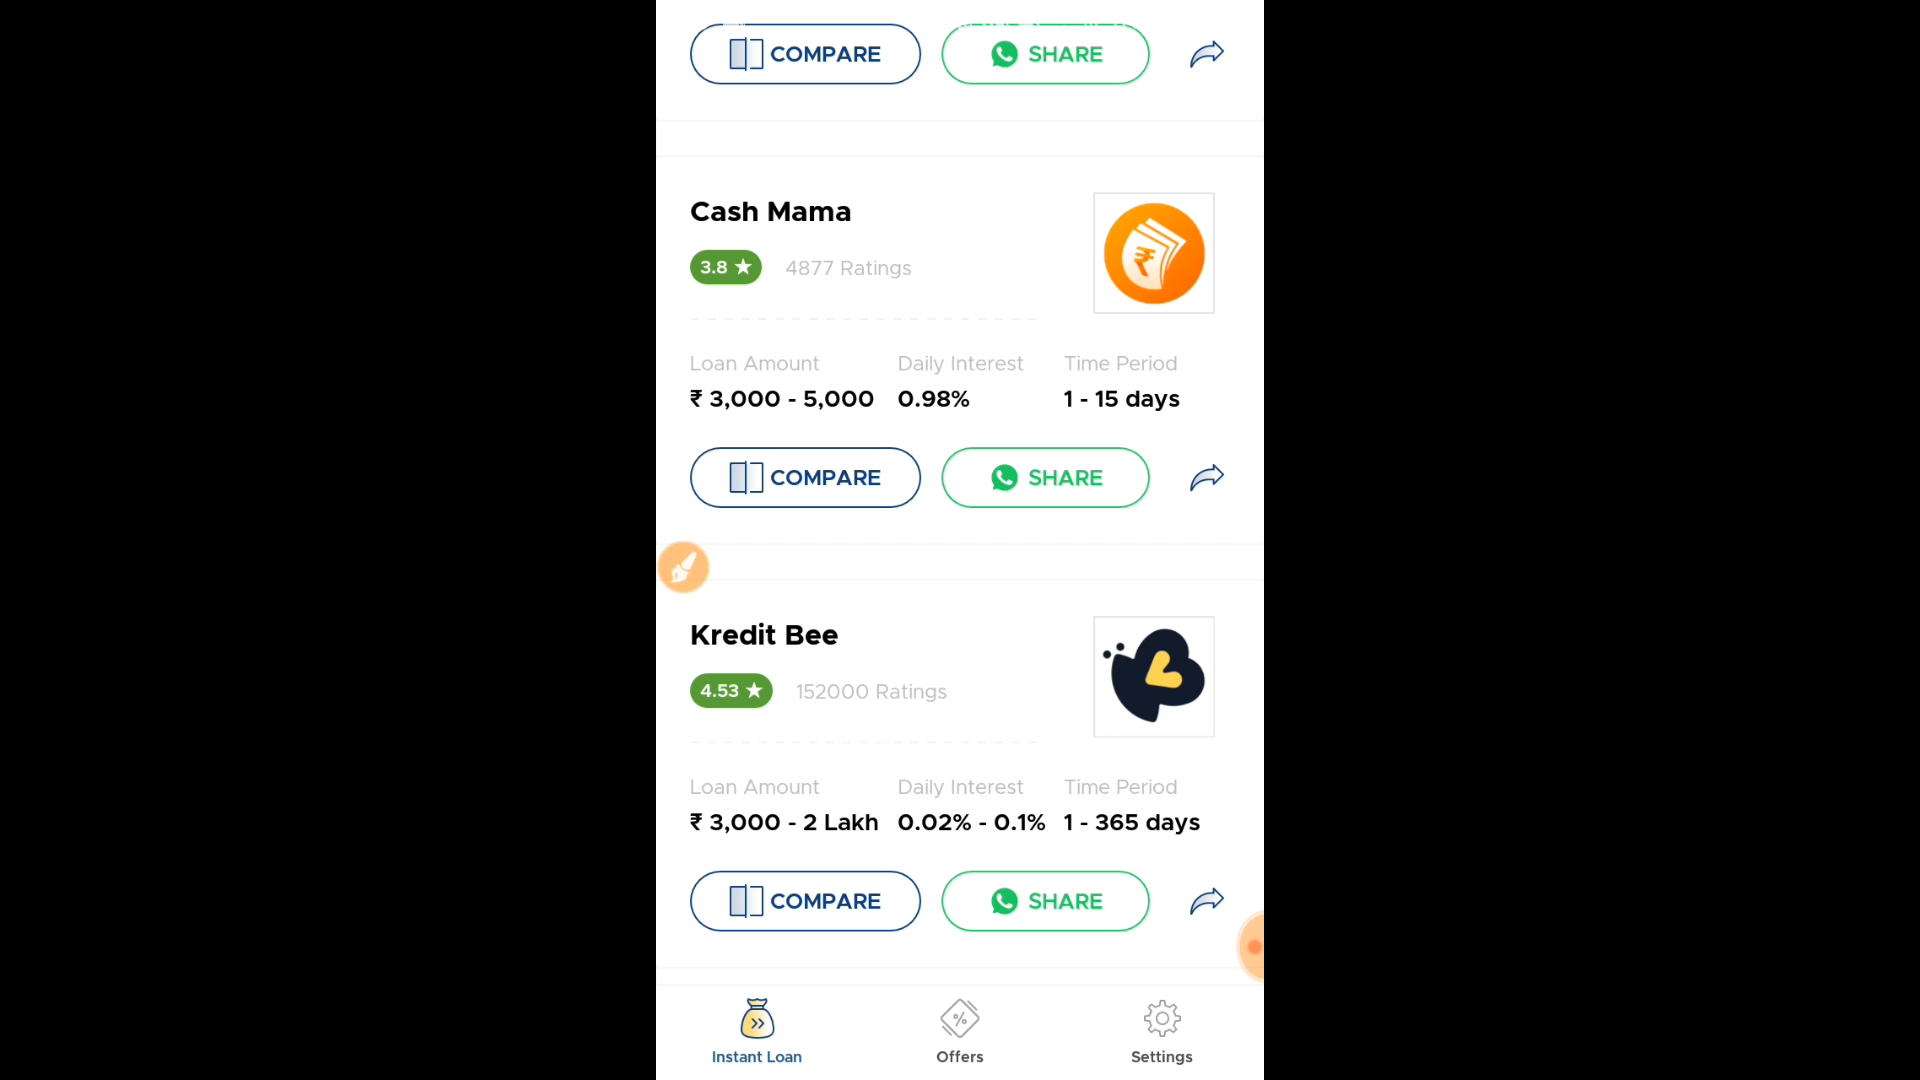 COMPARE SHARE
Cash Mama
3.8 ★ 4877 Ratings
Loan Amount Daily Interest Time Period
₹ 3,000 - 5,000 0.98% 1 - 15 days
COMPARE SHARE
Kredit Bee
4.53 ★ 152000 Ratings
Loan Amount Daily Interest Time Period
₹ 3,000 - 2 Lakh 0.02% - 0.1% 1 - 365 days
COMPARE SHARE
Instant Loan Offers Settings